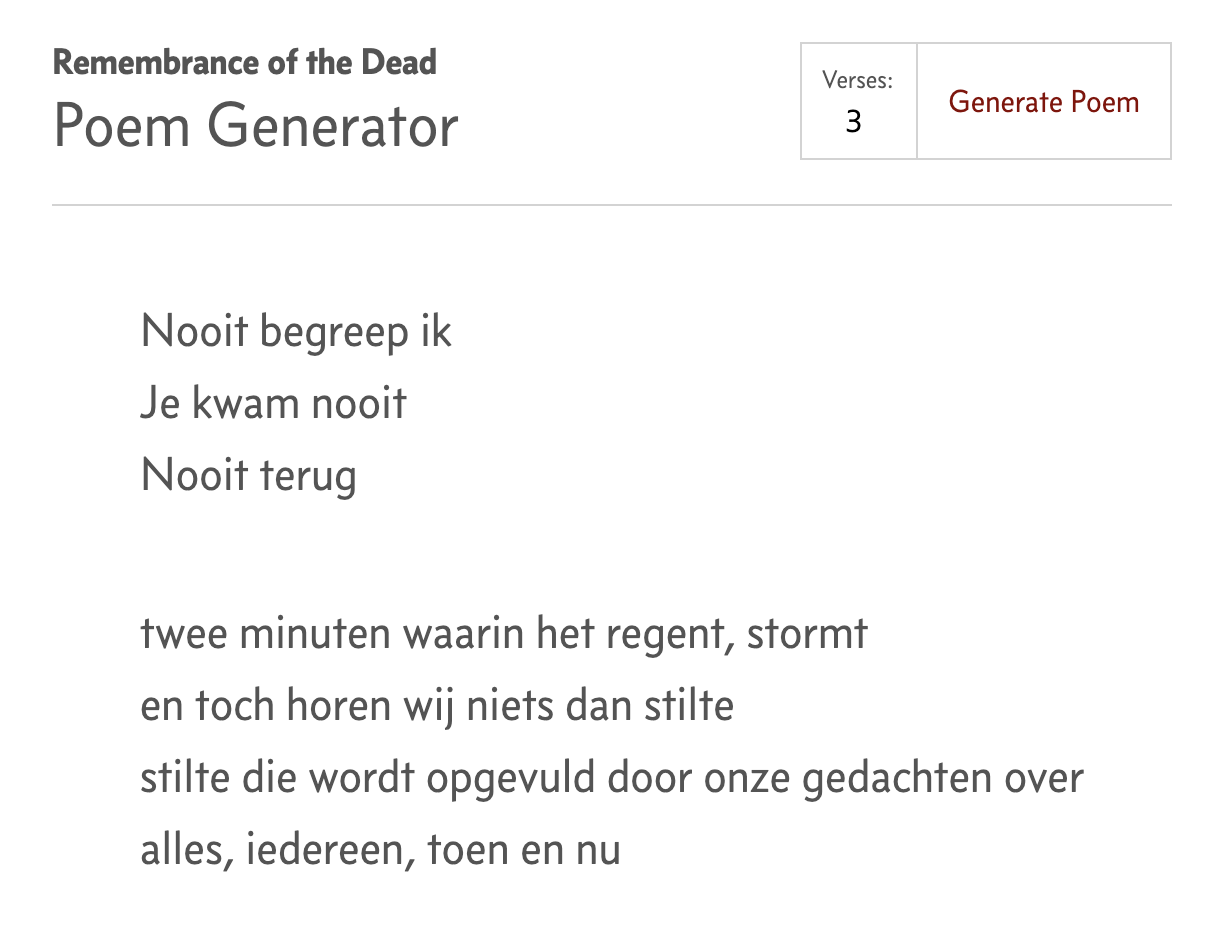 Remembrance of the Dead
Poem Generator
Verses:
3
Generate Poem
Nooit begreep ik
Je kwam nooit
Nooit terug
twee minuten waarin het regent, stormt
en toch horen wij niets dan stilte
stilte die wordt opgevuld door onze gedachten over
alles, iedereen, toen en nu